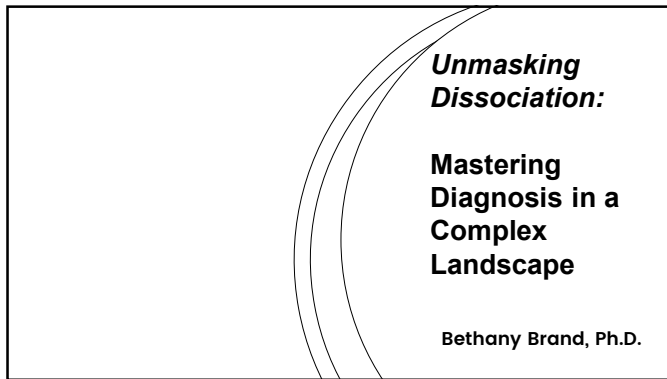 Unmasking
Dissociation:
Mastering
Diagnosis in a
Complex
Landscape
Bethany Brand, Ph.D.